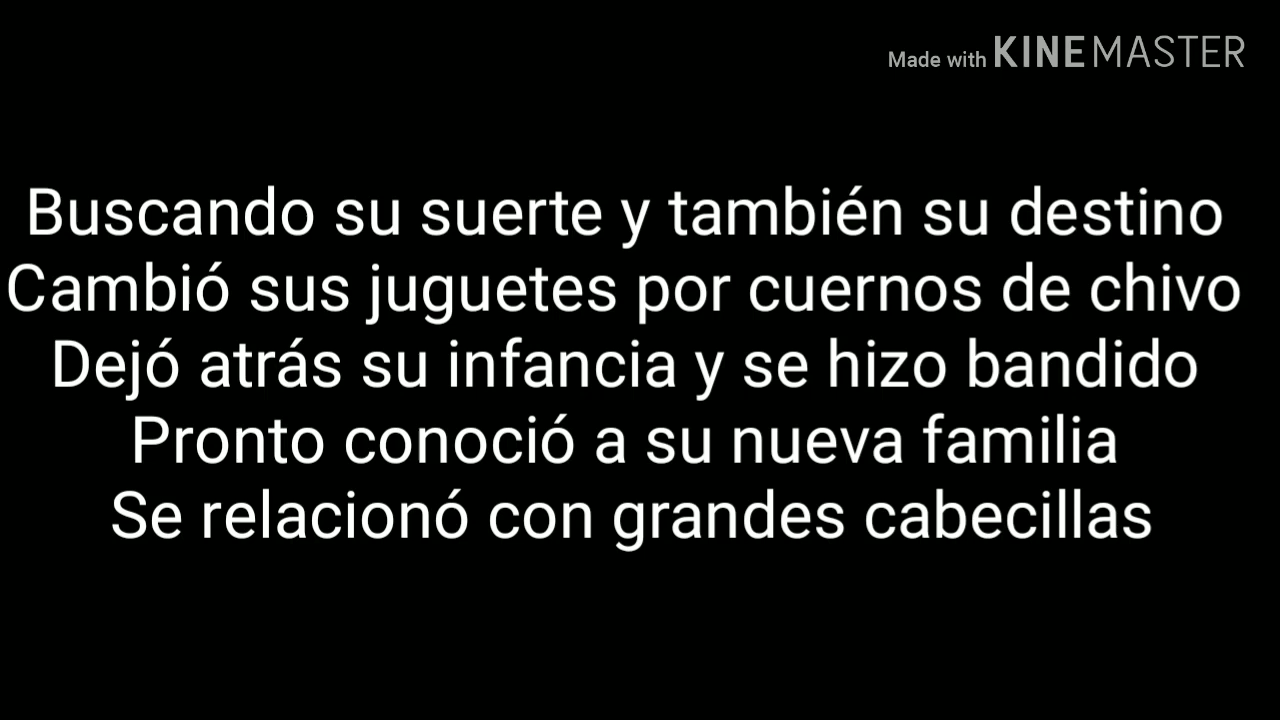 Made with KINEMASTER
Buscando su suerte y también su destino
Cambió sus juguetes por cuernos de chivo
Dejó atrás su infancia y se hizo bandido
Pronto conoció a su nueva familia
Se relacionó con grandes cabecillas